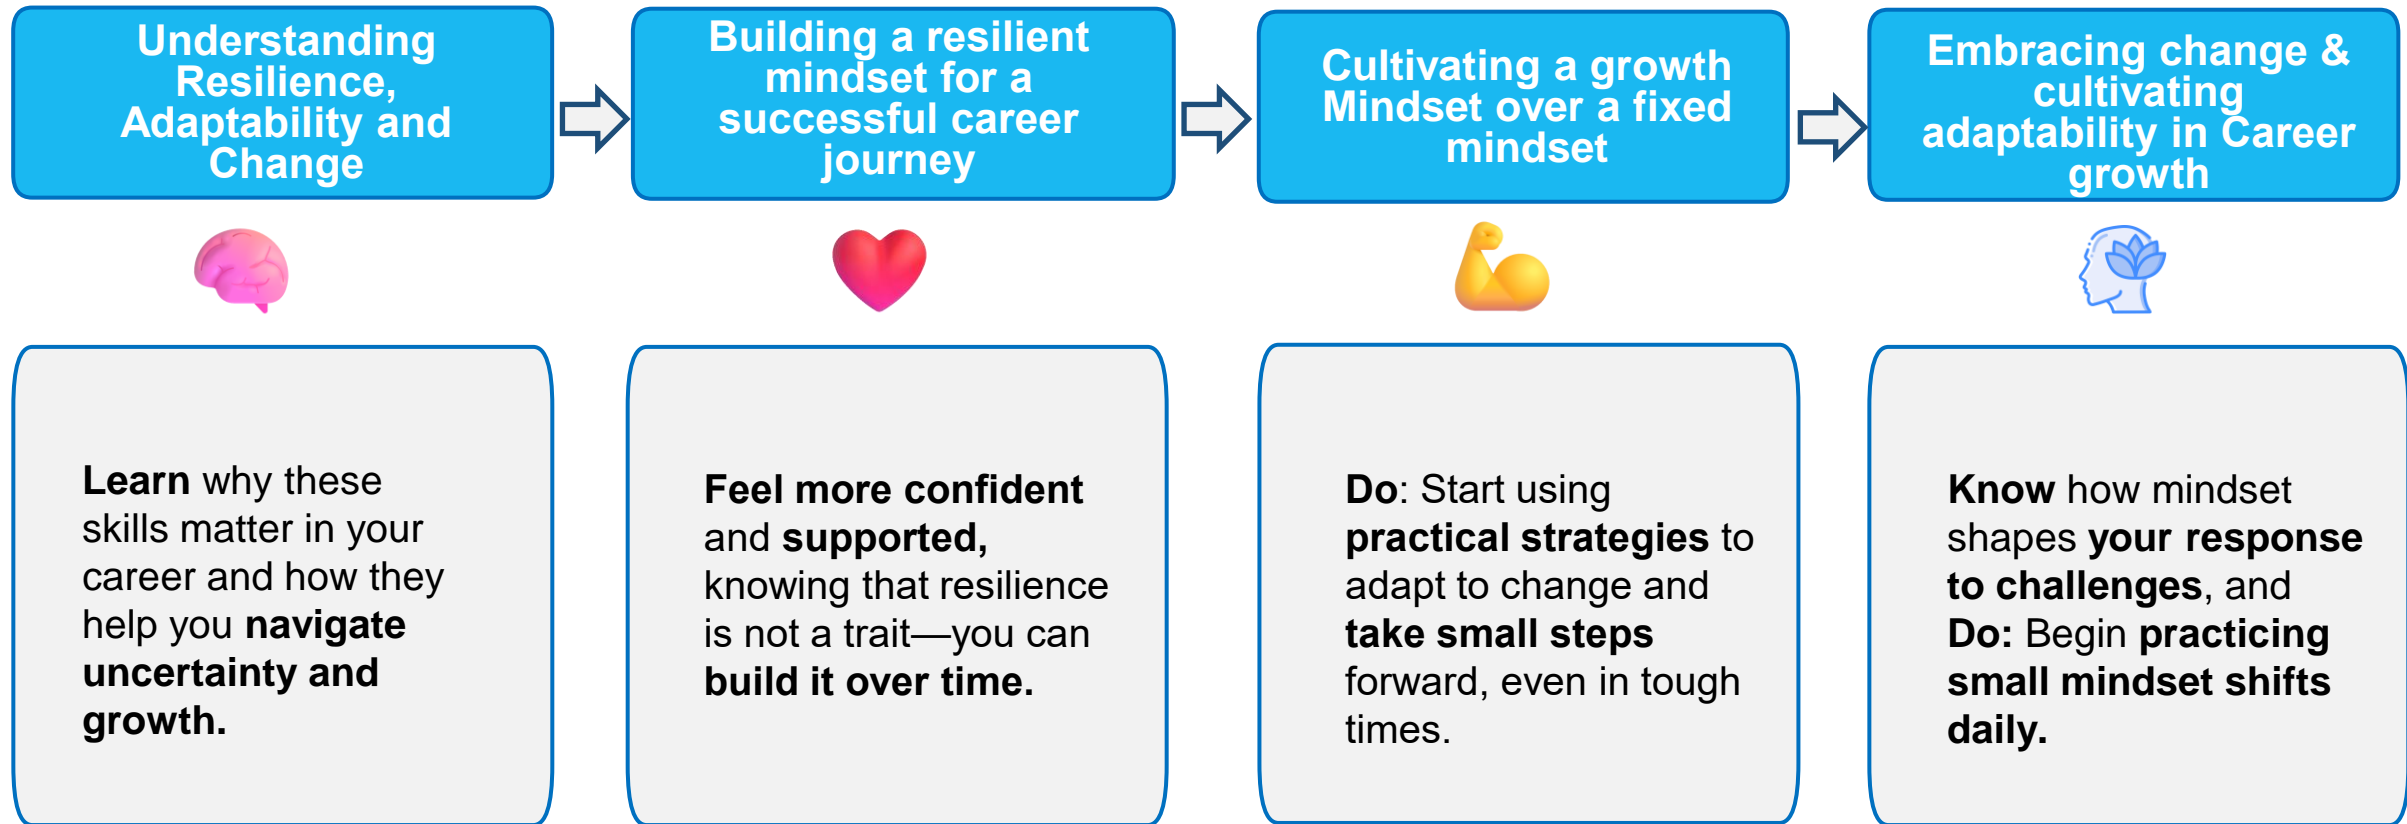 Understanding
Resilience,
Adaptability and
Change
Building a resilient
mindset for a
successful career
journey
Cultivating a growth
Mindset over a fixed
mindset
Embracing change &
cultivating
adaptability in Career
growth
Learn why these
skills matter in your
career and how they
help you navigate
uncertainty and
growth.
Feel more confident
and supported,
knowing that resilience
is not a trait—you can
build it over time.
Do: Start using
practical strategies to
adapt to change and
take small steps
forward, even in tough
times.
Know how mindset
shapes your response
to challenges, and
Do: Begin practicing
small mindset shifts
daily.